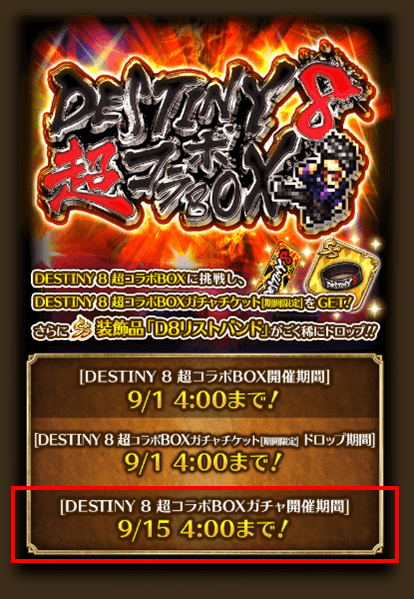 DESTINY 8
超コラボBOX
DESTINY 8 超コラボBOXに挑戦し、
DESTINY 8 超コラボBOXガチャチケット[期間限定]をGET!
さらに SS 装飾品「D8リストバンド」がごく稀にドロップ!!
[DESTINY 8 超コラボBOX開催期間]
9/1 4:00まで!
[DESTINY 8 超コラボBOXガチャチケット[期間限定] ドロップ期間]
9/1 4:00まで!
[DESTINY 8 超コラボBOXガチャ開催期間]
9/15 4:00まで!